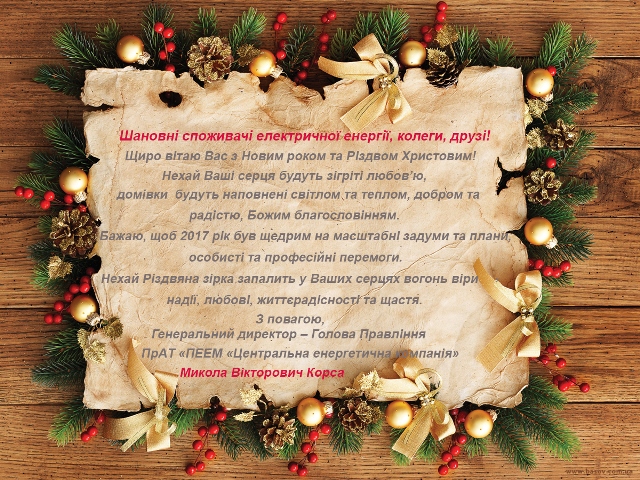 Шановні споживачі електричної енергії, колеги, друзі!
Щиро вітаю Вас з Новим роком та Різдвом Христовим!
Нехай Ваші серця будуть зігріті любов'ю,
домівки будуть наповнені світлом та теплом, добром та
радістю, Божим благословінням.
Бажаю, щоб 2017 рік був щедрим на масштабні задуми та плани,
особисті та професійні перемоги.
Нехай Різдвяна зірка запалить у Ваших серцях вогонь віри
надії, любові, життєрадісності та щастя.
З повагою,
Генеральний директор – Голова Правління
ПрАТ «ПЕЕМ «Центральна енергетична компанія»
Микола Вікторович Корса